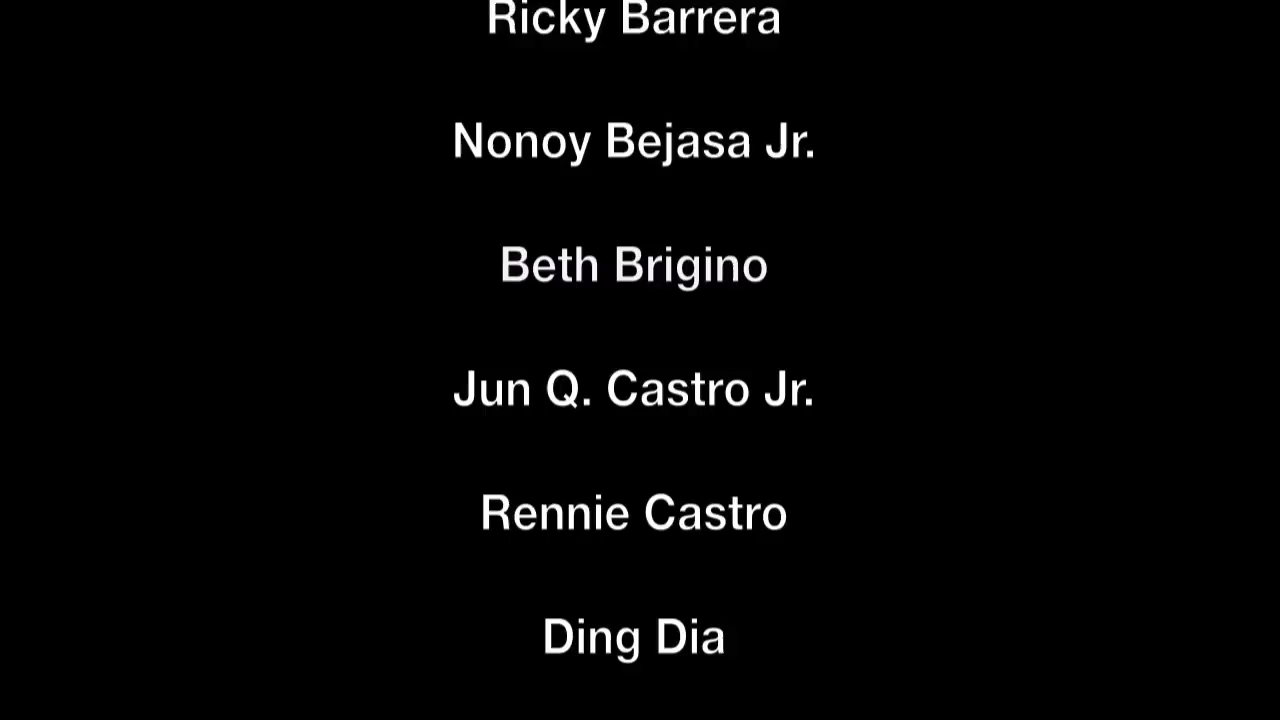 Ricky Barrera
Nonoy Bejasa Jr.
Beth Brigino
Jun Q. Castro Jr.
Rennie Castro
Ding Dia